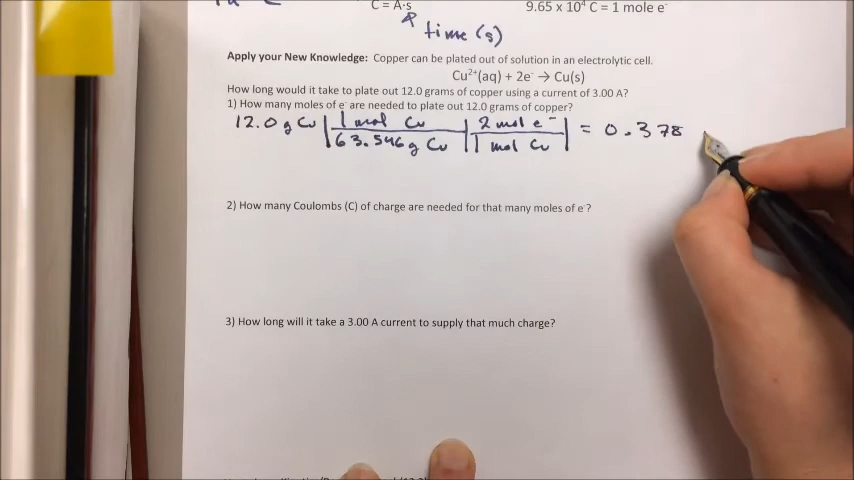 C = A·s
9.65 x 10⁴ C = 1 mole e⁻
time (s)
Apply your New Knowledge: Copper can be plated out of solution in an electrolytic cell.
Cu²⁺(aq) + 2e⁻ → Cu(s)
How long would it take to plate out 12.0 grams of copper using a current of 3.00 A?
1) How many moles of e⁻ are needed to plate out 12.0 grams of copper?
12.0 g Cu | 1 mol Cu | 2 mol e⁻ | = 0.378
63.546 g Cu | 1 mol Cu
2) How many Coulombs (C) of charge are needed for that many moles of e⁻?
3) How long will it take a 3.00 A current to supply that much charge?